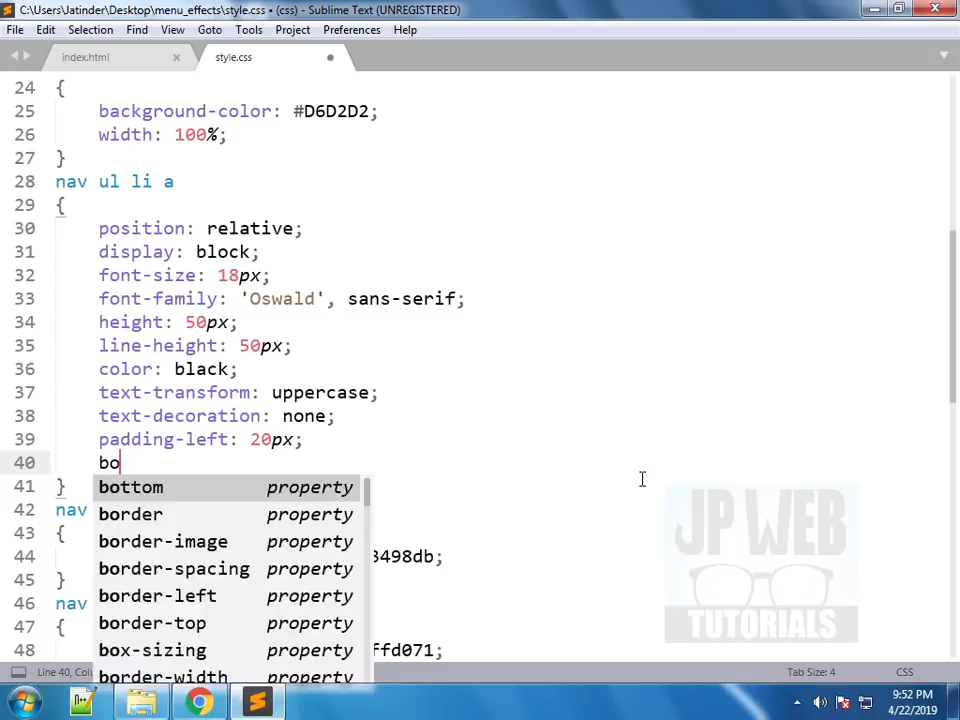 C:\Users\Jatinder\Desktop\menu_effects\style.css • (css) - Sublime Text (UNREGISTERED)
File Edit Selection Find View Goto Tools Project Preferences Help
index.html × style.css
24 {
25 background-color: #D6D2D2;
26 width: 100%;
27 }
28 nav ul li a
29 {
30 position: relative;
31 display: block;
32 font-size: 18px;
33 font-family: 'Oswald', sans-serif;
34 height: 50px;
35 line-height: 50px;
36 color: black;
37 text-transform: uppercase;
38 text-decoration: none;
39 padding-left: 20px;
40 bo
41 } bottom property
42 nav border property
43 { border-image property
44 3498db;
border-spacing property
45 }
46 nav border-left property
47 { border-top property
48 box-sizing property ffd071;
border-width property
JP WEB
TUTORIALS
Line 40, Colu
Tab Size: 4 CSS
9:52 PM
4/22/2019